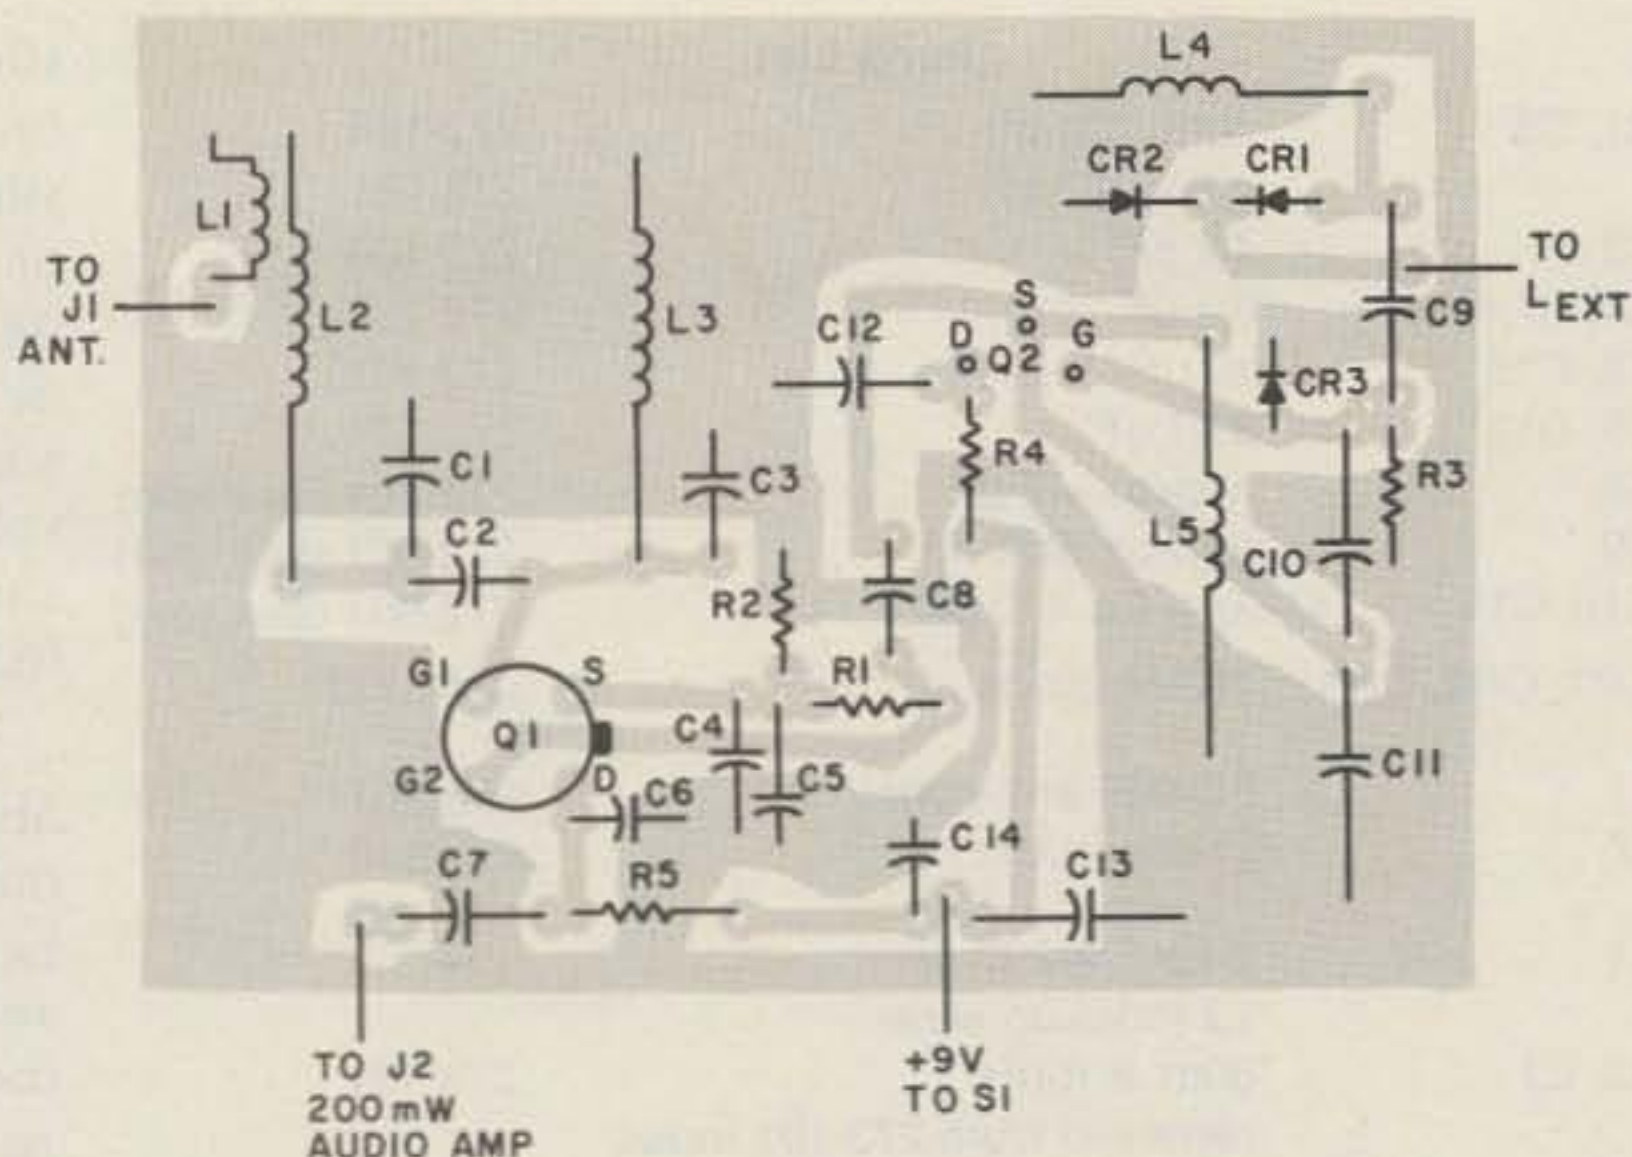 L4
CR2 CR1
L1
TO
J1
ANT.
L2
L3
C12
S
D Q2 G
TO
LEXT
C9
CR3
C1
C2
C3
R4
R3
L5
C10
R2
C8
G1 S
Q1
G2 D
R1
C4
C5
C6
C11
C7
R5
C14
C13
TO J2
200mW
AUDIO AMP
+9V
TO S1